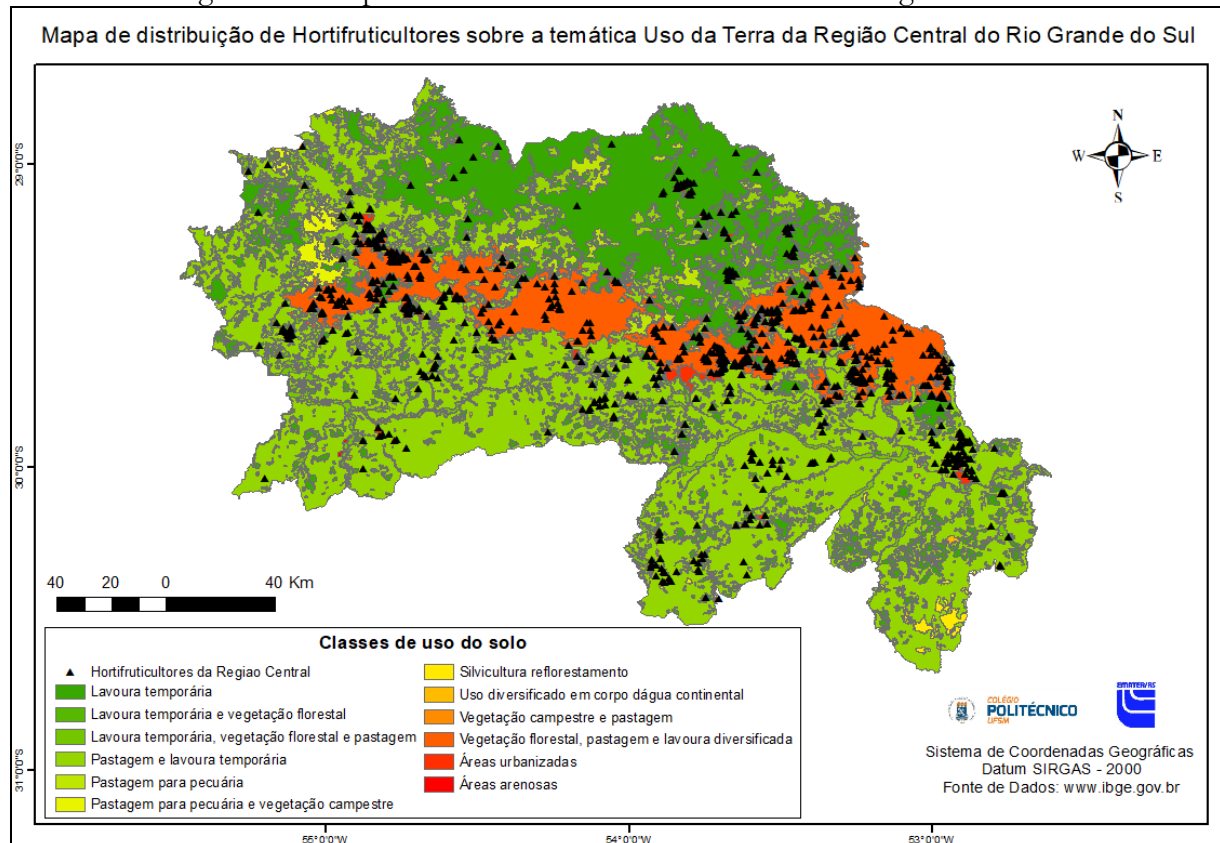 Mapa de distribuição de Hortifruticultores sobre a temática Uso da Terra da Região Central do Rio Grande do Sul
N
W E
S
29°0'0"S
30°0'0"S
31°0'0"S
40 20 0 40 Km
Classes de uso do solo
Hortifruticultores da Regiao Central
Lavoura temporária
Lavoura temporária e vegetação florestal
Lavoura temporária, vegetação florestal e pastagem
Pastagem e lavoura temporária
Pastagem para pecuária
Pastagem para pecuária e vegetação campestre
Silvicultura reflorestamento
Uso diversificado em corpo dágua continental
Vegetação campestre e pastagem
Vegetação florestal, pastagem e lavoura diversificada
Áreas urbanizadas
Áreas arenosas
COLÉGIO
POLITÉCNICO
UFSM
EMATER/RS
Sistema de Coordenadas Geográficas
Datum SIRGAS - 2000
Fonte de Dados: www.ibge.gov.br
55°0'0"W 54°0'0"W 53°0'0"W